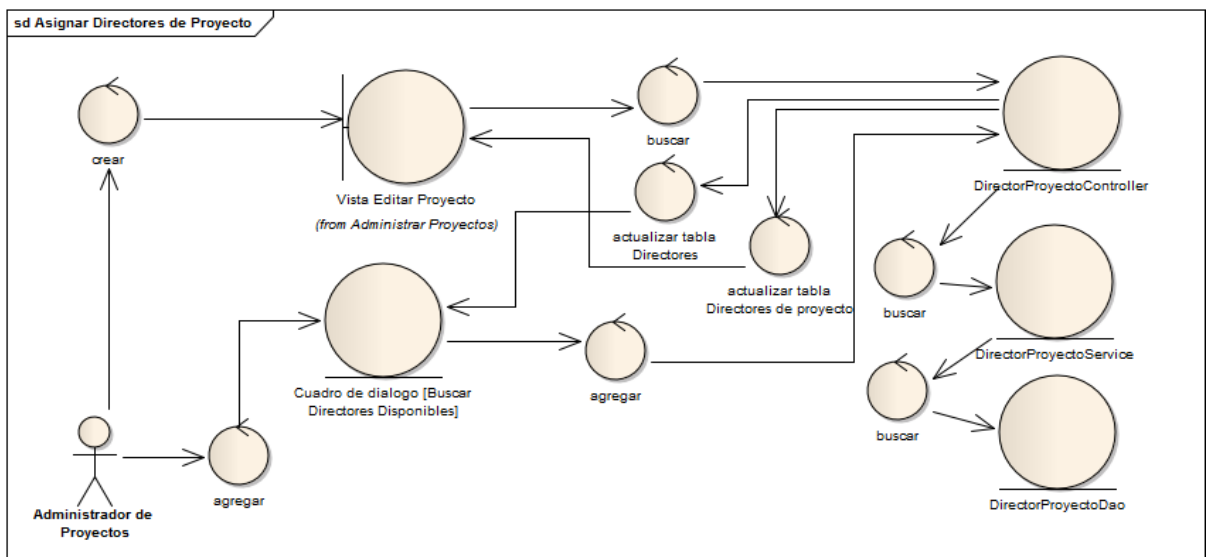 sd Asignar Directores de Proyecto
crear
Vista Editar Proyecto
(from Administrar Proyectos)
buscar
DirectorProyectoController
actualizar tabla
Directores
actualizar tabla
Directores de proyecto
buscar
DirectorProyectoService
Cuadro de dialogo [Buscar
Directores Disponibles]
agregar
buscar
DirectorProyectoDao
agregar
Administrador de
Proyectos